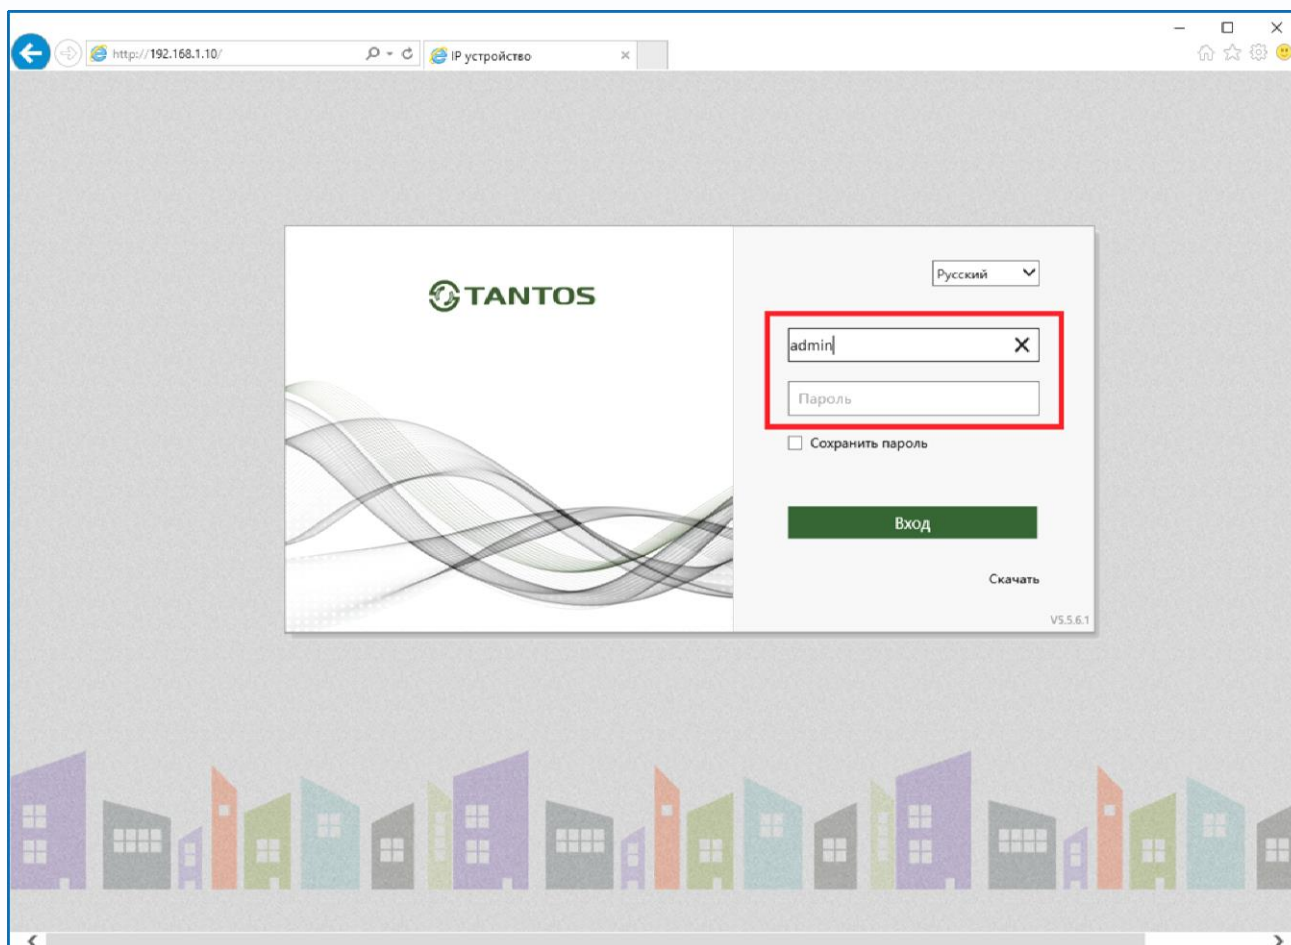 http://192.168.1.10/
IP устройство
TANTOS
Русский
admin
Пароль
Сохранить пароль
Вход
Скачать
V5.5.6.1